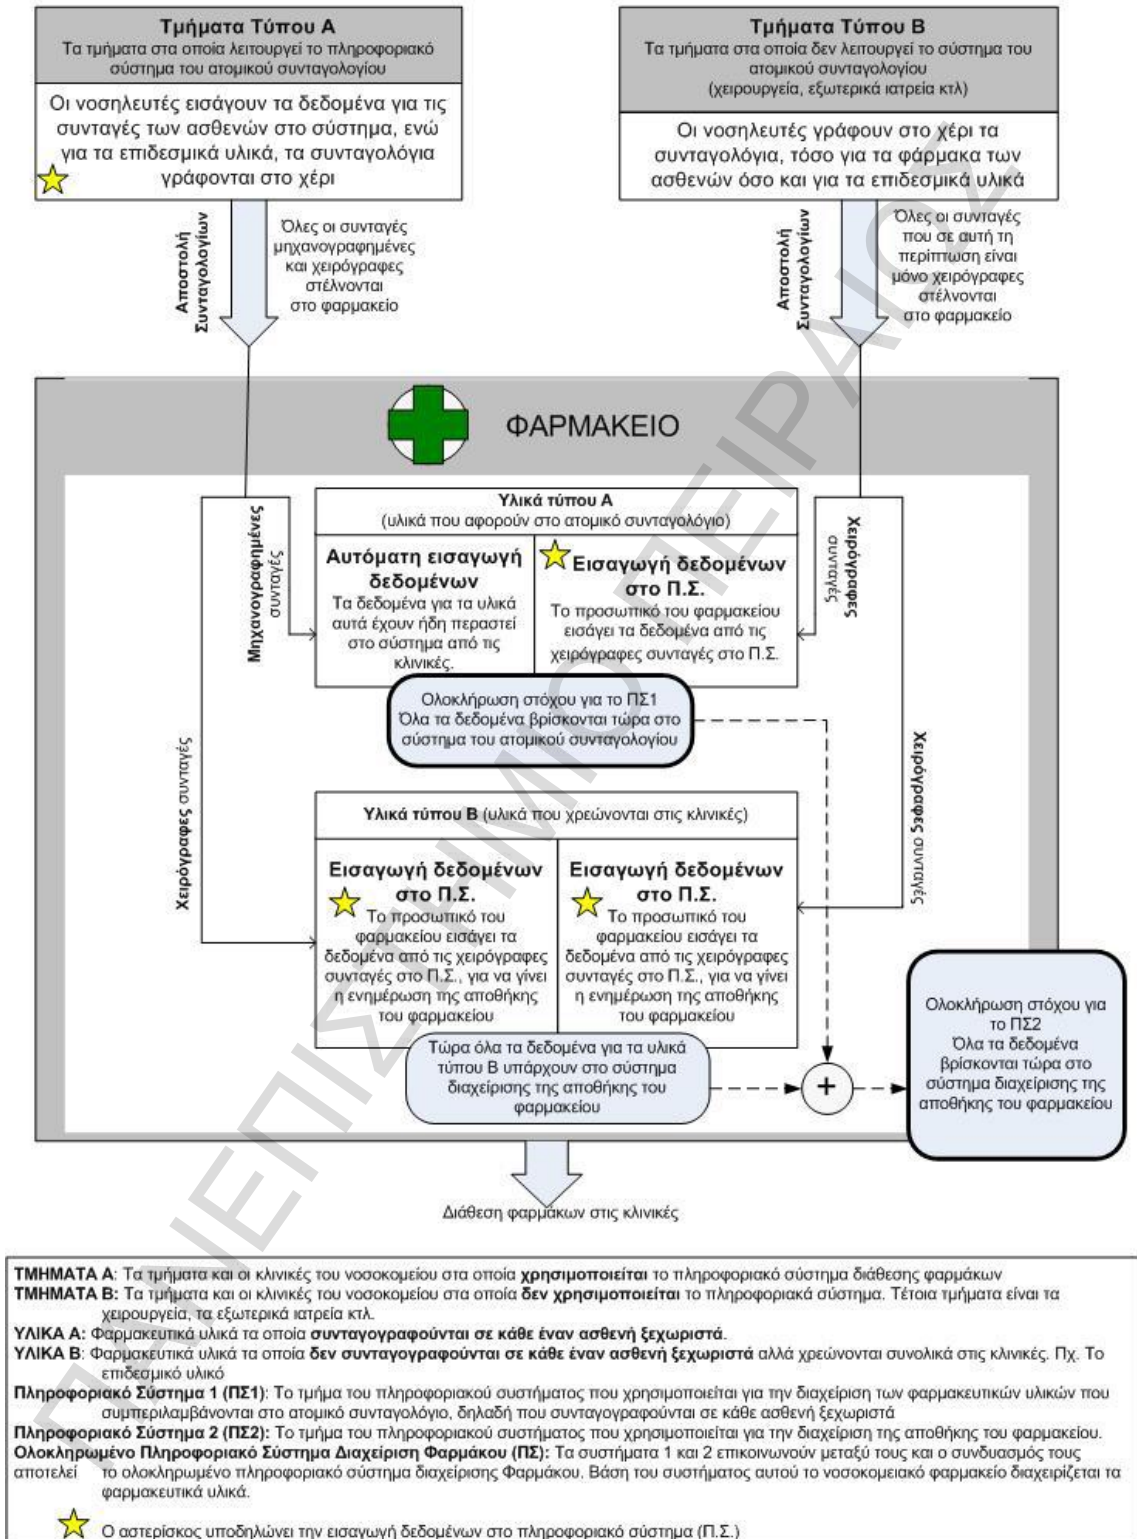 Τμήματα Τύπου Α
Τα τμήματα στα οποία λειτουργεί το πληροφοριακό
σύστημα του ατομικού συνταγολογίου
Οι νοσηλευτές εισάγουν τα δεδομένα για τις
συνταγές των ασθενών στο σύστημα, ενώ
για τα επιδεσμικά υλικά, τα συνταγολόγια
γράφονται στο χέρι
Τμήματα Τύπου Β
Τα τμήματα στα οποία δεν λειτουργεί το σύστημα του
ατομικού συνταγολογίου
(χειρουργεία, εξωτερικά ιατρεία κτλ)
Οι νοσηλευτές γράφουν στο χέρι τα
συνταγολόγια, τόσο για τα φάρμακα των
ασθενών όσο και για τα επιδεσμικά υλικά
Αποστολή
Συνταγολογίων
Όλες οι συνταγές
μηχανογραφημένες
και χειρόγραφες
στέλνονται
στο φαρμακείο
Αποστολή
Συνταγολογίων
Όλες οι συνταγές
που σε αυτή τη
περίπτωση είναι
μόνο χειρόγραφες
στέλνονται
στο φαρμακείο
ΦΑΡΜΑΚΕΙΟ
Μηχανογραφημένες
συνταγές
Υλικά τύπου Α
(υλικά που αφορούν στο ατομικό συνταγολόγιο)
Αυτόματη εισαγωγή
δεδομένων
Τα δεδομένα για τα υλικά
αυτά έχουν ήδη περαστεί
στο σύστημα από τις
κλινικές.
Εισαγωγή δεδομένων
στο Π.Σ.
Το προσωπικό του φαρμακείου
εισάγει τα δεδομένα από τις
χειρόγραφες συνταγές στο Π.Σ.
Χειρόγραφες
συνταγές
Ολοκλήρωση στόχου για το ΠΣ1
Όλα τα δεδομένα βρίσκονται τώρα στο
σύστημα του ατομικού συνταγολογίου
Χειρόγραφες συνταγές
Υλικά τύπου Β (υλικά που χρεώνονται στις κλινικές)
Εισαγωγή δεδομένων
στο Π.Σ.
Το προσωπικό του
φαρμακείου εισάγει τα
δεδομένα από τις χειρόγραφες
συνταγές στο Π.Σ., για να γίνει
η ενημέρωση της αποθήκης
του φαρμακείου
Εισαγωγή δεδομένων
στο Π.Σ.
Το προσωπικό του
φαρμακείου εισάγει τα
δεδομένα από τις χειρόγραφες
συνταγές στο Π.Σ., για να γίνει
η ενημέρωση της αποθήκης
του φαρμακείου
Χειρόγραφες συνταγές
Τώρα όλα τα δεδομένα για τα υλικά
τύπου Β υπάρχουν στο σύστημα
διαχείρισης της αποθήκης του
φαρμακείου
+
Ολοκλήρωση στόχου για
το ΠΣ2
Όλα τα δεδομένα
βρίσκονται τώρα στο
σύστημα διαχείρισης της
αποθήκης του φαρμακείου
Διάθεση φαρμάκων στις κλινικές
ΤΜΗΜΑΤΑ Α: Τα τμήματα και οι κλινικές του νοσοκομείου στα οποία χρησιμοποιείται το πληροφοριακό σύστημα διάθεσης φαρμάκων
ΤΜΗΜΑΤΑ Β: Τα τμήματα και οι κλινικές του νοσοκομείου στα οποία δεν χρησιμοποιείται το πληροφοριακά σύστημα. Τέτοια τμήματα είναι τα
χειρουργεία, τα εξωτερικά ιατρεία κτλ.
ΥΛΙΚΑ Α: Φαρμακευτικά υλικά τα οποία συνταγογραφούνται σε κάθε έναν ασθενή ξεχωριστά.
ΥΛΙΚΑ Β: Φαρμακευτικά υλικά τα οποία δεν συνταγογραφούνται σε κάθε έναν ασθενή ξεχωριστά αλλά χρεώνονται συνολικά στις κλινικές. Πχ. Το
επιδεσμικό υλικό
Πληροφοριακό Σύστημα 1 (ΠΣ1): Το τμήμα του πληροφοριακού συστήματος που χρησιμοποιείται για την διαχείριση των φαρμακευτικών υλικών που
συμπεριλαμβάνονται στο ατομικό συνταγολόγιο, δηλαδή που συνταγογραφούνται σε κάθε ασθενή ξεχωριστά
Πληροφοριακό Σύστημα 2 (ΠΣ2): Το τμήμα του πληροφοριακού συστήματος που χρησιμοποιείται για την διαχείριση της αποθήκης του φαρμακείου.
Ολοκληρωμένο Πληροφοριακό Σύστημα Διαχείριση Φαρμάκου (ΠΣ): Τα συστήματα 1 και 2 επικοινωνούν μεταξύ τους και ο συνδυασμός τους
αποτελεί το ολοκληρωμένο πληροφοριακό σύστημα διαχείρισης Φαρμάκου. Βάση του συστήματος αυτού το νοσοκομειακό φαρμακείο διαχειρίζεται τα
φαρμακευτικά υλικά.
Ο αστερίσκος υποδηλώνει την εισαγωγή δεδομένων στο πληροφοριακό σύστημα (Π.Σ.)
ΠΑΝΕΠΙΣΤΗΜΙΟ ΠΕΙΡΑΙΩΣ